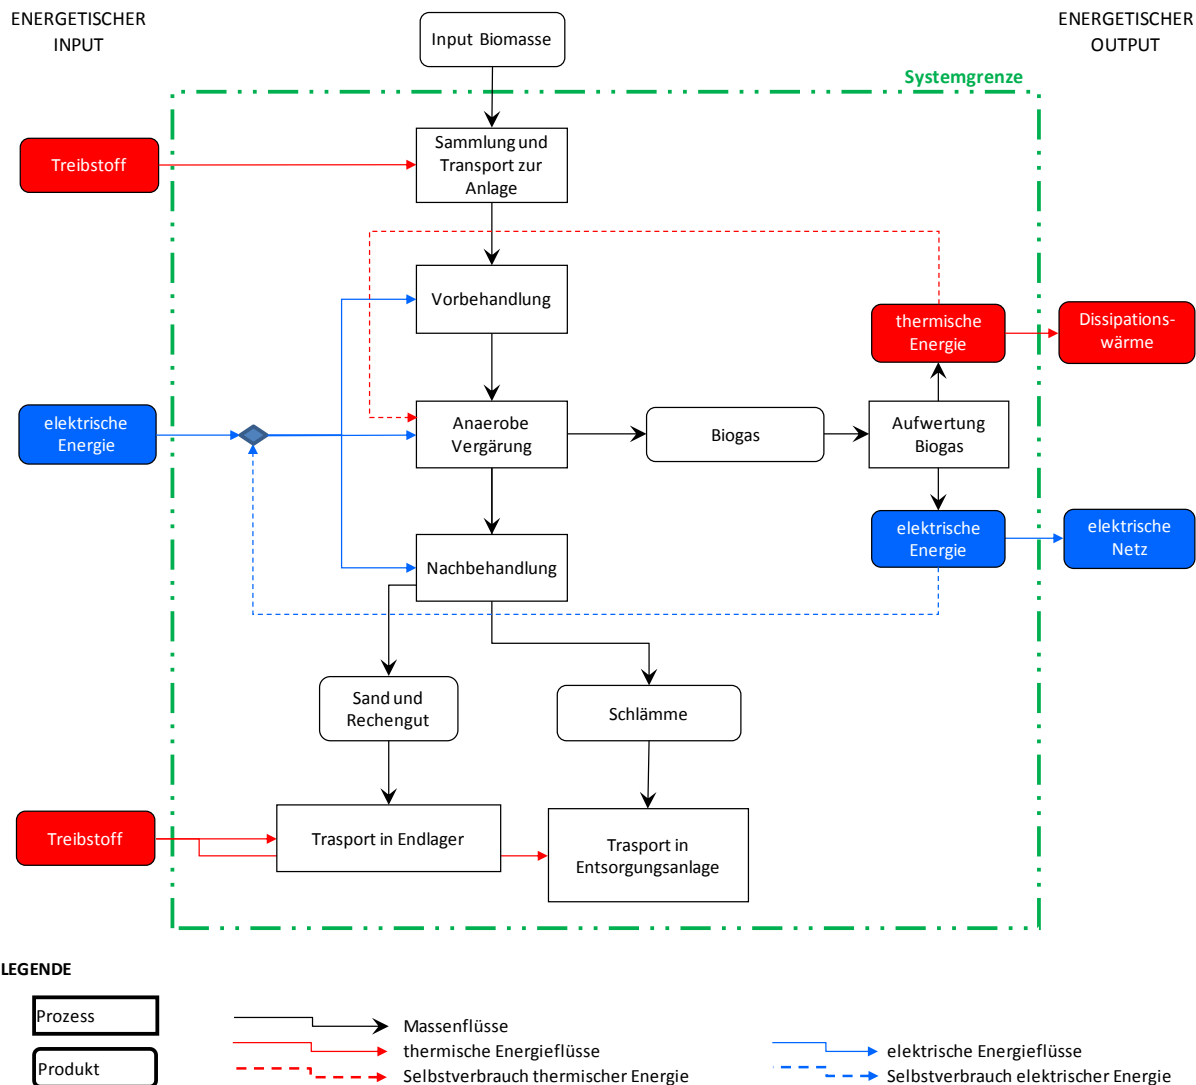 ENERGETISCHER
INPUT
Input Biomasse
ENERGETISCHER
OUTPUT
Systemgrenze
Treibstoff
Sammlung und
Transport zur
Anlage
Vorbehandlung
thermische
Energie
Dissipations-
wärme
elektrische
Energie
Anaerobe
Vergärung
Biogas
Aufwertung
Biogas
elektrische
Energie
elektrische
Netz
Nachbehandlung
Sand und
Rechengut
Schlämme
Treibstoff
Trasport in Endlager
Trasport in
Entsorgungsanlage
LEGENDE
Prozess
Produkt
Massenflüsse
thermische Energieflüsse
Selbstverbrauch thermischer Energie
elektrische Energieflüsse
Selbstverbrauch elektrischer Energie